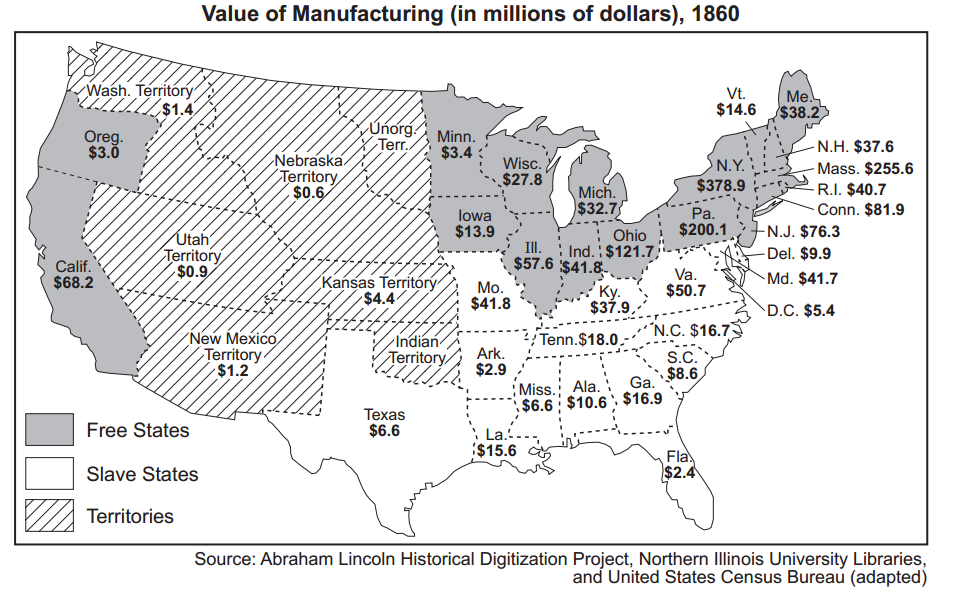 Value of Manufacturing (in millions of dollars), 1860
Wash. Territory
$1.4
Oreg.
$3.0
Nebraska
Territory
$0.6
Unorg.
Terr.
Minn.
$3.4
Wisc.
$27.8
Mich.
$32.7
Iowa
$13.9
Ill.
$57.6
Ind.
$41.8
Ohio
$121.7
Pa.
$200.1
N.Y.
$378.9
Vt.
$14.6
Me.
$38.2
N.H. $37.6
Mass. $255.6
R.I. $40.7
Conn. $81.9
N.J. $76.3
Del. $9.9
Md. $41.7
D.C. $5.4
Calif.
$68.2
Utah
Territory
$0.9
Kansas Territory
$4.4
Mo.
$41.8
Ky.
$37.9
Va.
$50.7
New Mexico
Territory
$1.2
Indian
Territory
Ark.
$2.9
Tenn. $18.0
N.C. $16.7
S.C.
$8.6
Miss.
$6.6
Ala.
$10.6
Ga.
$16.9
Texas
$6.6
La.
$15.6
Fla.
$2.4
Free States
Slave States
Territories
Source: Abraham Lincoln Historical Digitization Project, Northern Illinois University Libraries,
and United States Census Bureau (adapted)